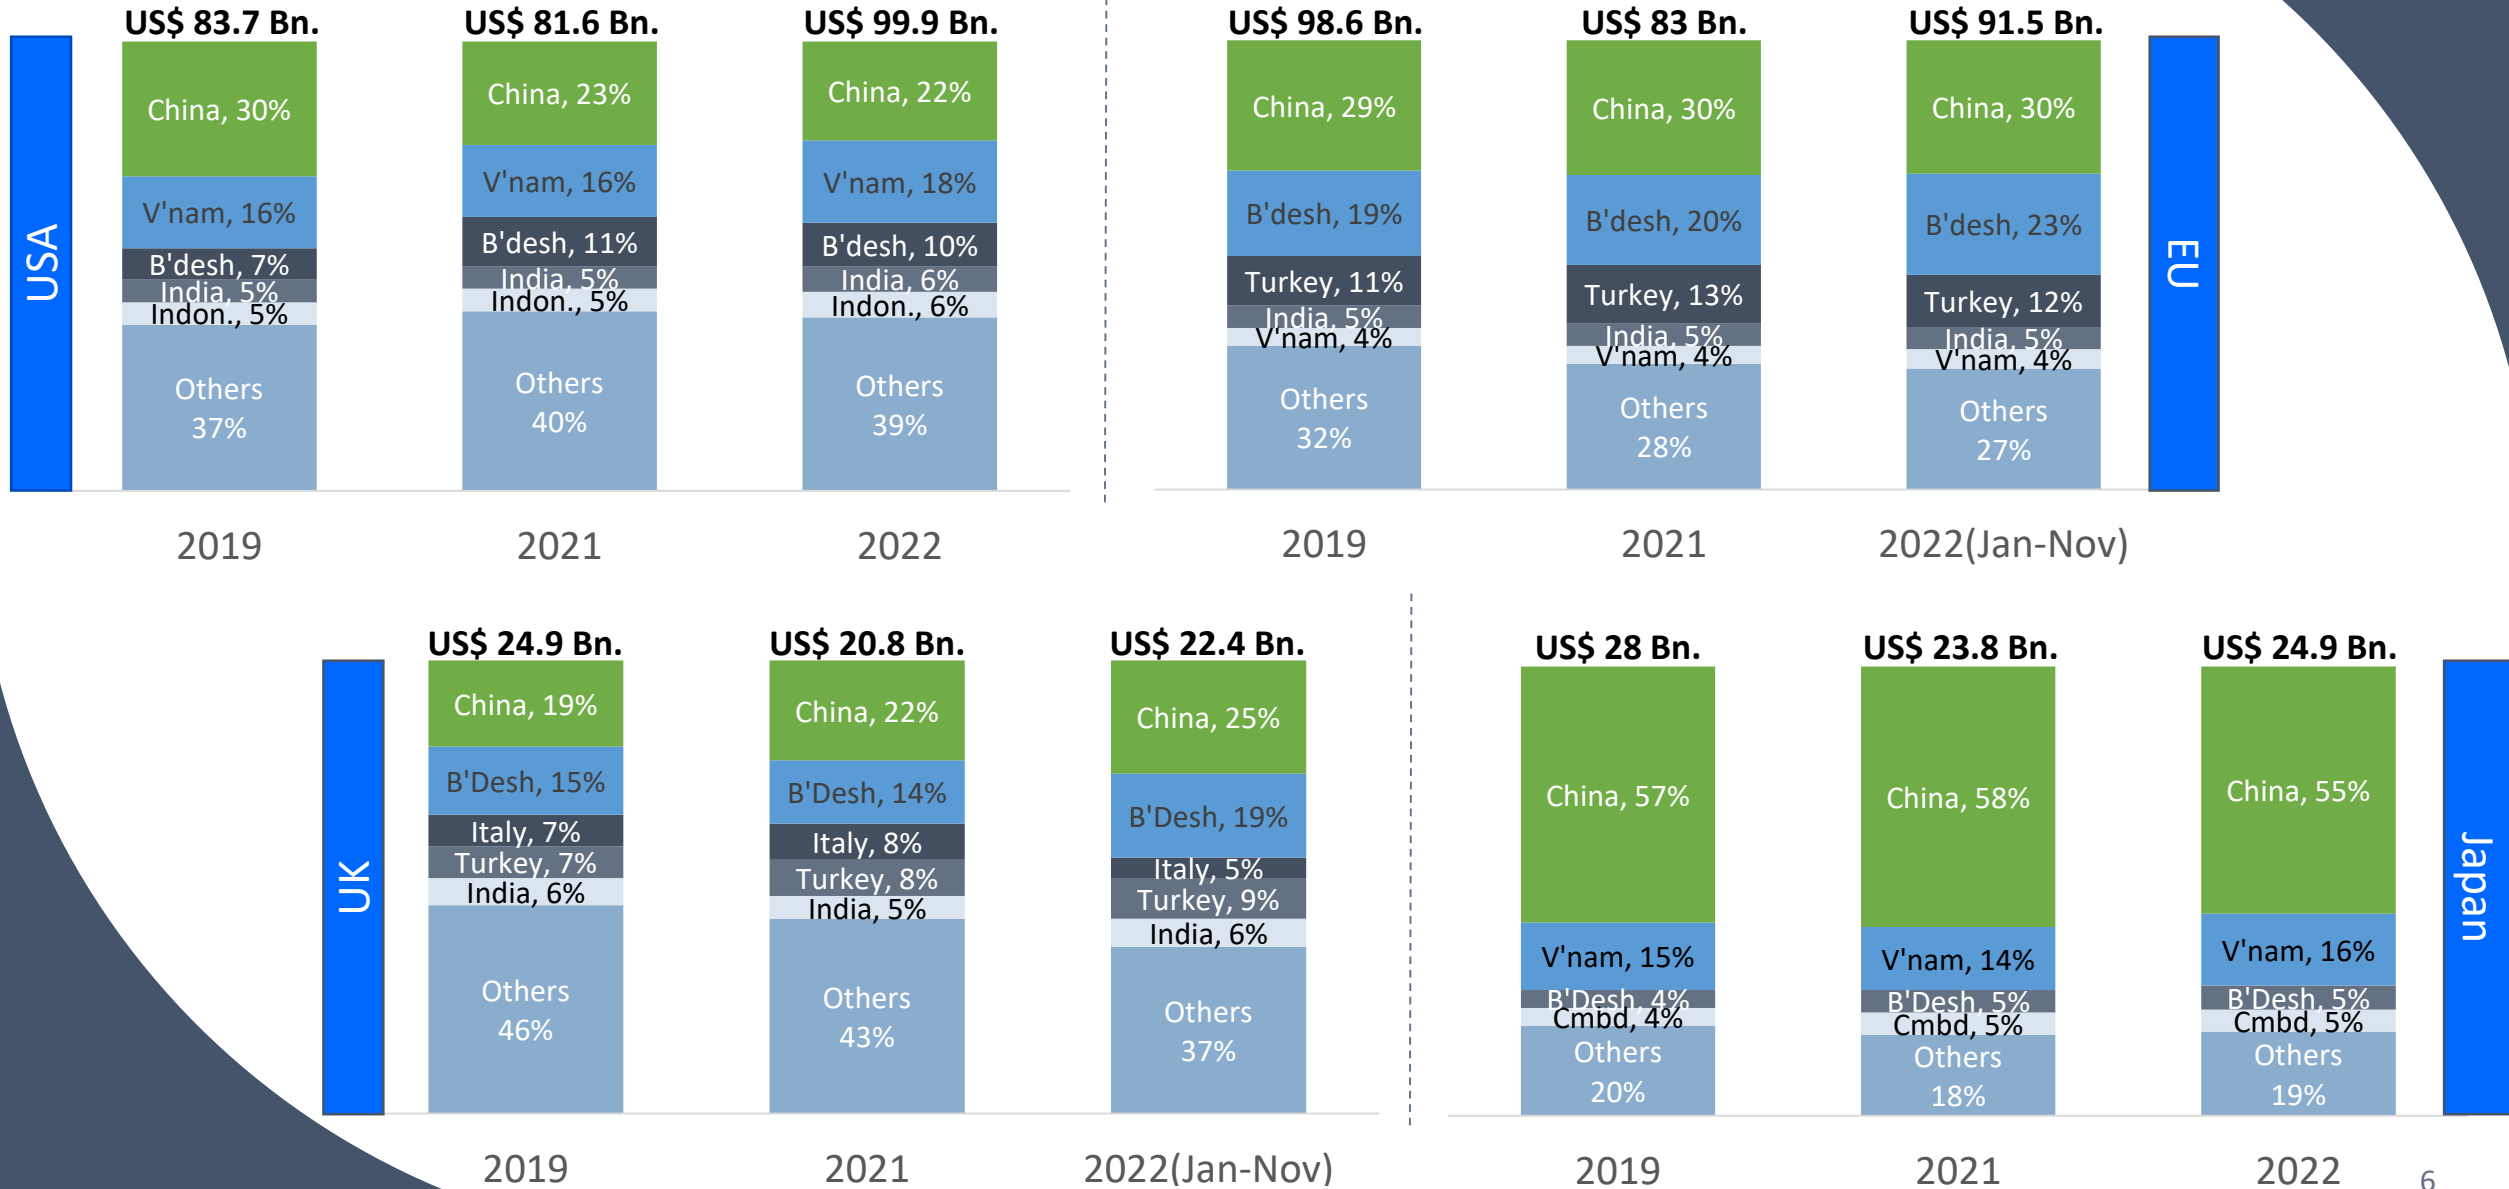 USA
US$ 83.7 Bn.
China, 30%
V'nam, 16%
B'desh, 7%
India, 5%
Indon., 5%
Others
37%
2019
US$ 81.6 Bn.
China, 23%
V'nam, 16%
B'desh, 11%
India, 5%
Indon., 5%
Others
40%
2021
US$ 99.9 Bn.
China, 22%
V'nam, 18%
B'desh, 10%
India, 6%
Indon., 6%
Others
39%
2022
EU
US$ 98.6 Bn.
China, 29%
B'desh, 19%
Turkey, 11%
India, 5%
V'nam, 4%
Others
32%
2019
US$ 83 Bn.
China, 30%
B'desh, 20%
Turkey, 13%
India, 5%
V'nam, 4%
Others
28%
2021
US$ 91.5 Bn.
China, 30%
B'desh, 23%
Turkey, 12%
India, 5%
V'nam, 4%
Others
27%
2022(Jan-Nov)
UK
US$ 24.9 Bn.
China, 19%
B'Desh, 15%
Italy, 7%
Turkey, 7%
India, 6%
Others
46%
2019
US$ 20.8 Bn.
China, 22%
B'Desh, 14%
Italy, 8%
Turkey, 8%
India, 5%
Others
43%
2021
US$ 22.4 Bn.
China, 25%
B'Desh, 19%
Italy, 5%
Turkey, 9%
India, 6%
Others
37%
2022(Jan-Nov)
Japan
US$ 28 Bn.
China, 57%
V'nam, 15%
B'Desh, 4%
Cmbd, 4%
Others
20%
2019
US$ 23.8 Bn.
China, 58%
V'nam, 14%
B'Desh, 5%
Cmbd, 5%
Others
18%
2021
US$ 24.9 Bn.
China, 55%
V'nam, 16%
B'Desh, 5%
Cmbd, 5%
Others
19%
2022
6